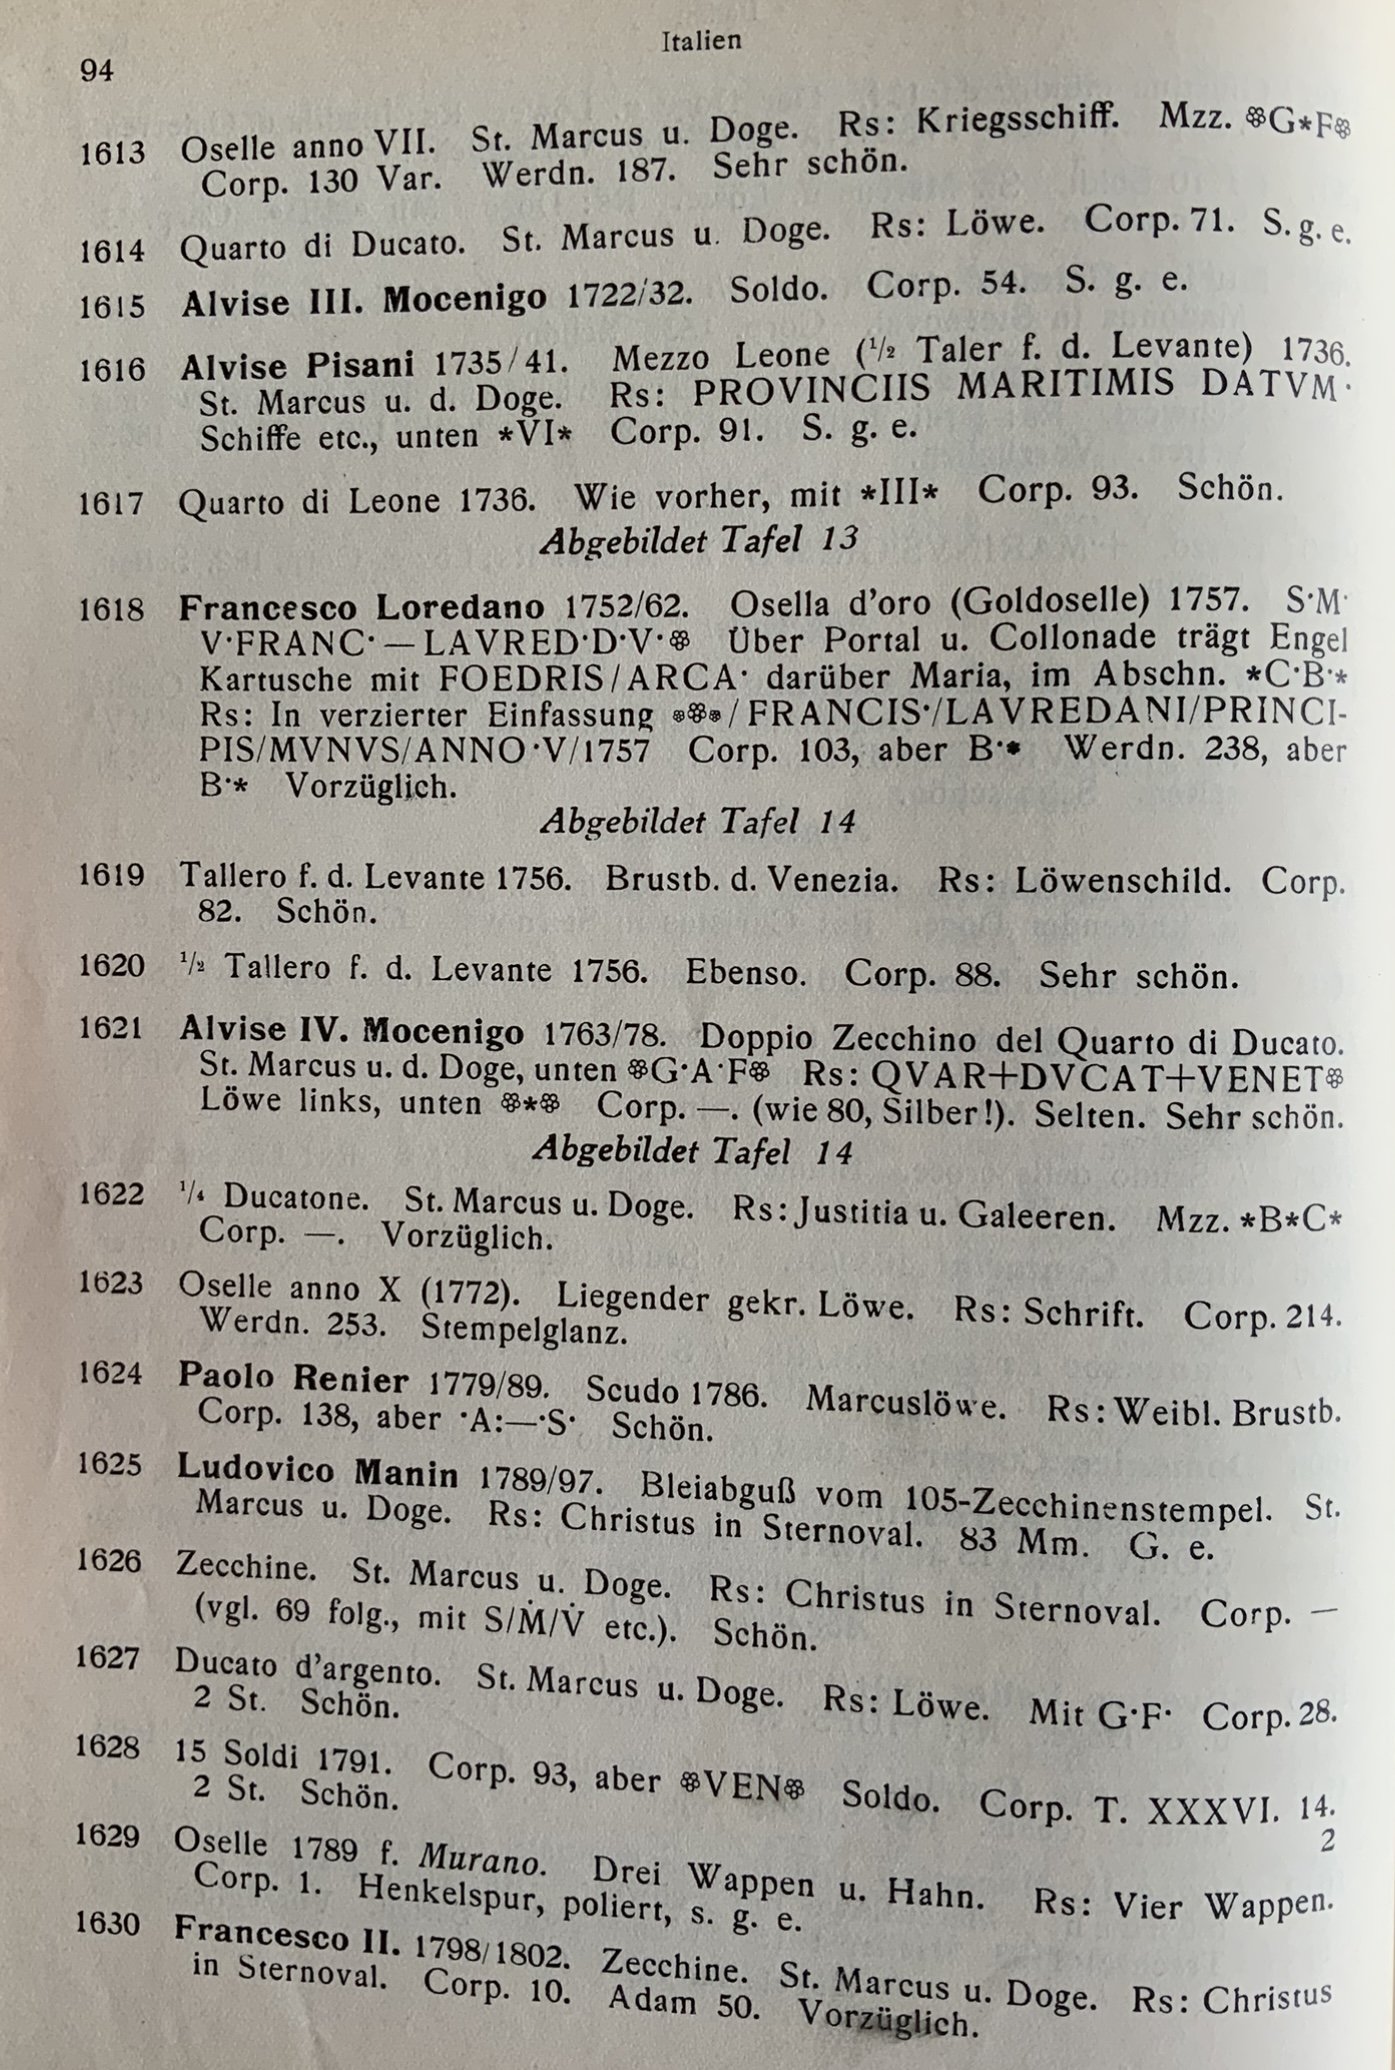 Italien
94
1613 Oselle anno VII. St. Marcus u. Doge. Rs: Kriegsschiff. Mzz. ❀G*F❀
Corp. 130 Var. Werdn. 187. Sehr schön.
1614 Quarto di Ducato. St. Marcus u. Doge. Rs: Löwe. Corp. 71. S. g. e.
1615 Alvise III. Mocenigo 1722/32. Soldo. Corp. 54. S. g. e.
1616 Alvise Pisani 1735/41. Mezzo Leone (½ Taler f. d. Levante) 1736.
St. Marcus u. d. Doge. Rs: PROVINCIIS MARITIMIS DATVM·
Schiffe etc., unten *VI* Corp. 91. S. g. e.
1617 Quarto di Leone 1736. Wie vorher, mit *III* Corp. 93. Schön.
Abgebildet Tafel 13
1618 Francesco Loredano 1752/62. Osella d'oro (Goldoselle) 1757. S·M·
V·FRANC· — LAVRED·D·V·❀ Über Portal u. Collonade trägt Engel
Kartusche mit FOEDRIS/ARCA· darüber Maria, im Abschn. *C·B·*
Rs: In verzierter Einfassung ❀❀❀/FRANCIS·/LAVREDANI/PRINCI-
PIS/MVNVS/ANNO·V/1757 Corp. 103, aber B·* Werdn. 238, aber
B·* Vorzüglich.
Abgebildet Tafel 14
1619 Tallero f. d. Levante 1756. Brustb. d. Venezia. Rs: Löwenschild. Corp.
82. Schön.
1620 ½ Tallero f. d. Levante 1756. Ebenso. Corp. 88. Sehr schön.
1621 Alvise IV. Mocenigo 1763/78. Doppio Zecchino del Quarto di Ducato.
St. Marcus u. d. Doge, unten ❀G·A·F❀ Rs: QVAR+DVCAT+VENET❀
Löwe links, unten ❀*❀ Corp. —. (wie 80, Silber!). Selten. Sehr schön.
Abgebildet Tafel 14
1622 ¼ Ducatone. St. Marcus u. Doge. Rs: Justitia u. Galeeren. Mzz. *B*C*
Corp. —. Vorzüglich.
1623 Oselle anno X (1772). Liegender gekr. Löwe. Rs: Schrift. Corp. 214.
Werdn. 253. Stempelglanz.
1624 Paolo Renier 1779/89. Scudo 1786. Marcuslöwe. Rs: Weibl. Brustb.
Corp. 138, aber ·A:—·S· Schön.
1625 Ludovico Manin 1789/97. Bleiabguß vom 105-Zecchinenstempel. St.
Marcus u. Doge. Rs: Christus in Sternoval. 83 Mm. G. e.
1626 Zecchine. St. Marcus u. Doge. Rs: Christus in Sternoval. Corp. —
(vgl. 69 folg., mit S/Ṁ/V̇ etc.). Schön.
1627 Ducato d'argento. St. Marcus u. Doge. Rs: Löwe. Mit G·F· Corp. 28.
2 St. Schön.
1628 15 Soldi 1791. Corp. 93, aber ❀VEN❀ Soldo. Corp. T. XXXVI. 14.
2 St. Schön.
2
1629 Oselle 1789 f. Murano. Drei Wappen u. Hahn. Rs: Vier Wappen.
Corp. 1. Henkelspur, poliert, s. g. e.
1630 Francesco II. 1798/1802. Zecchine. St. Marcus u. Doge. Rs: Christus
in Sternoval. Corp. 10. Adam 50. Vorzüglich.